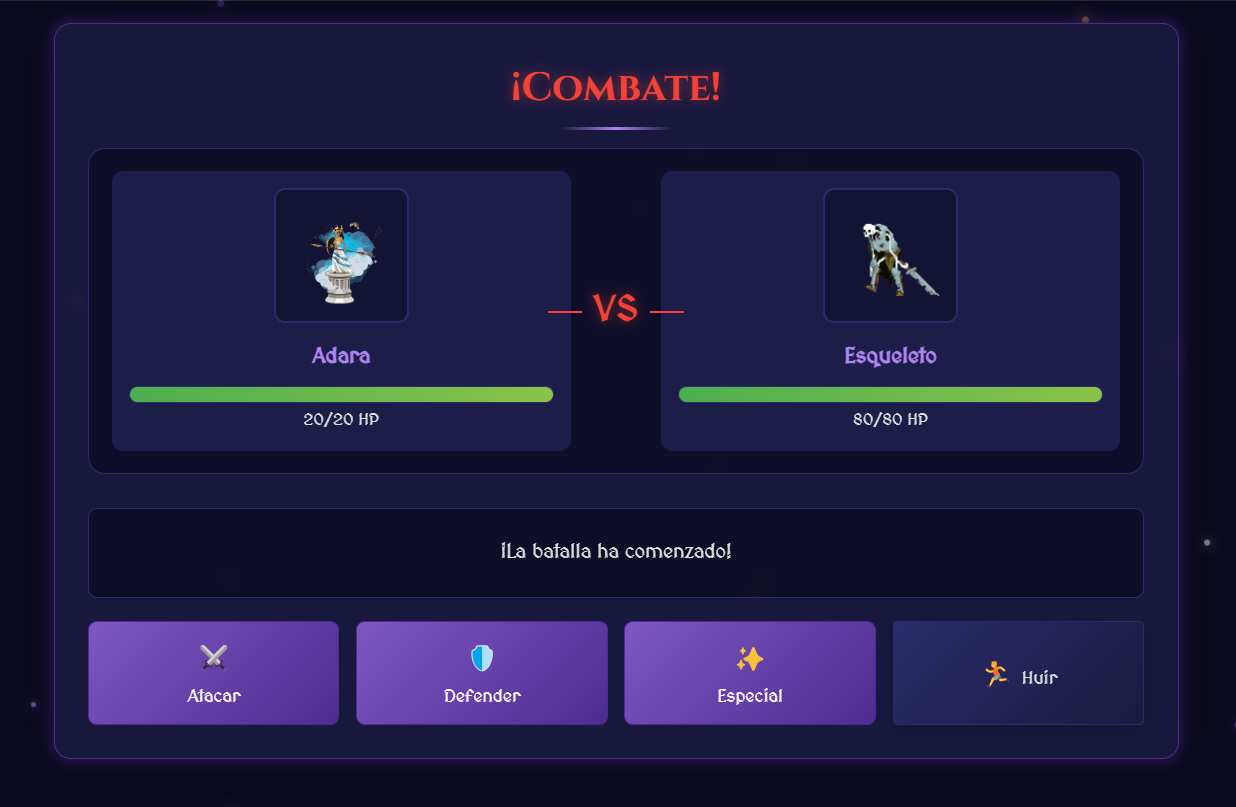 ¡Combate!
VS
Adara
Esqueleto
20/20 HP
80/80 HP
¡La batalla ha comenzado!
Atacar
Defender
Especial
Huir